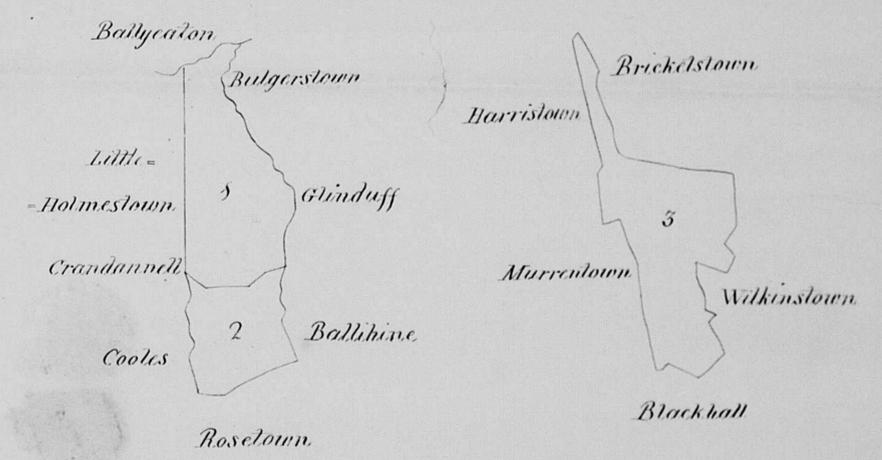 Ballyeaton
Bulgerstown
Little=
=Holmestown
1
Glinduff
Crandannell
2
Ballihine
Cooles
Rosetown
Brickelstown
Harristown
3
Murrentown
Wilkinstown
Blackhall